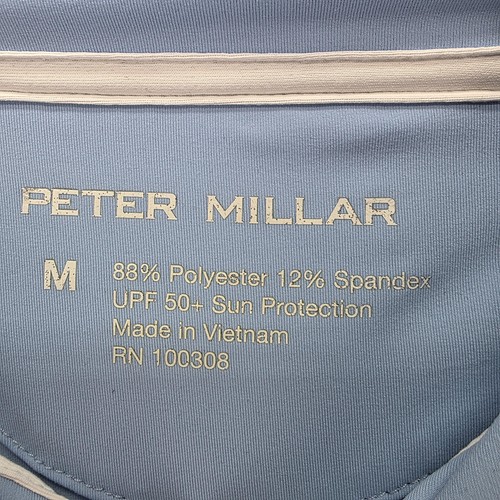 PETER MILLAR
M
88% Polyester 12% Spandex
UPF 50+ Sun Protection
Made in Vietnam
RN 100308